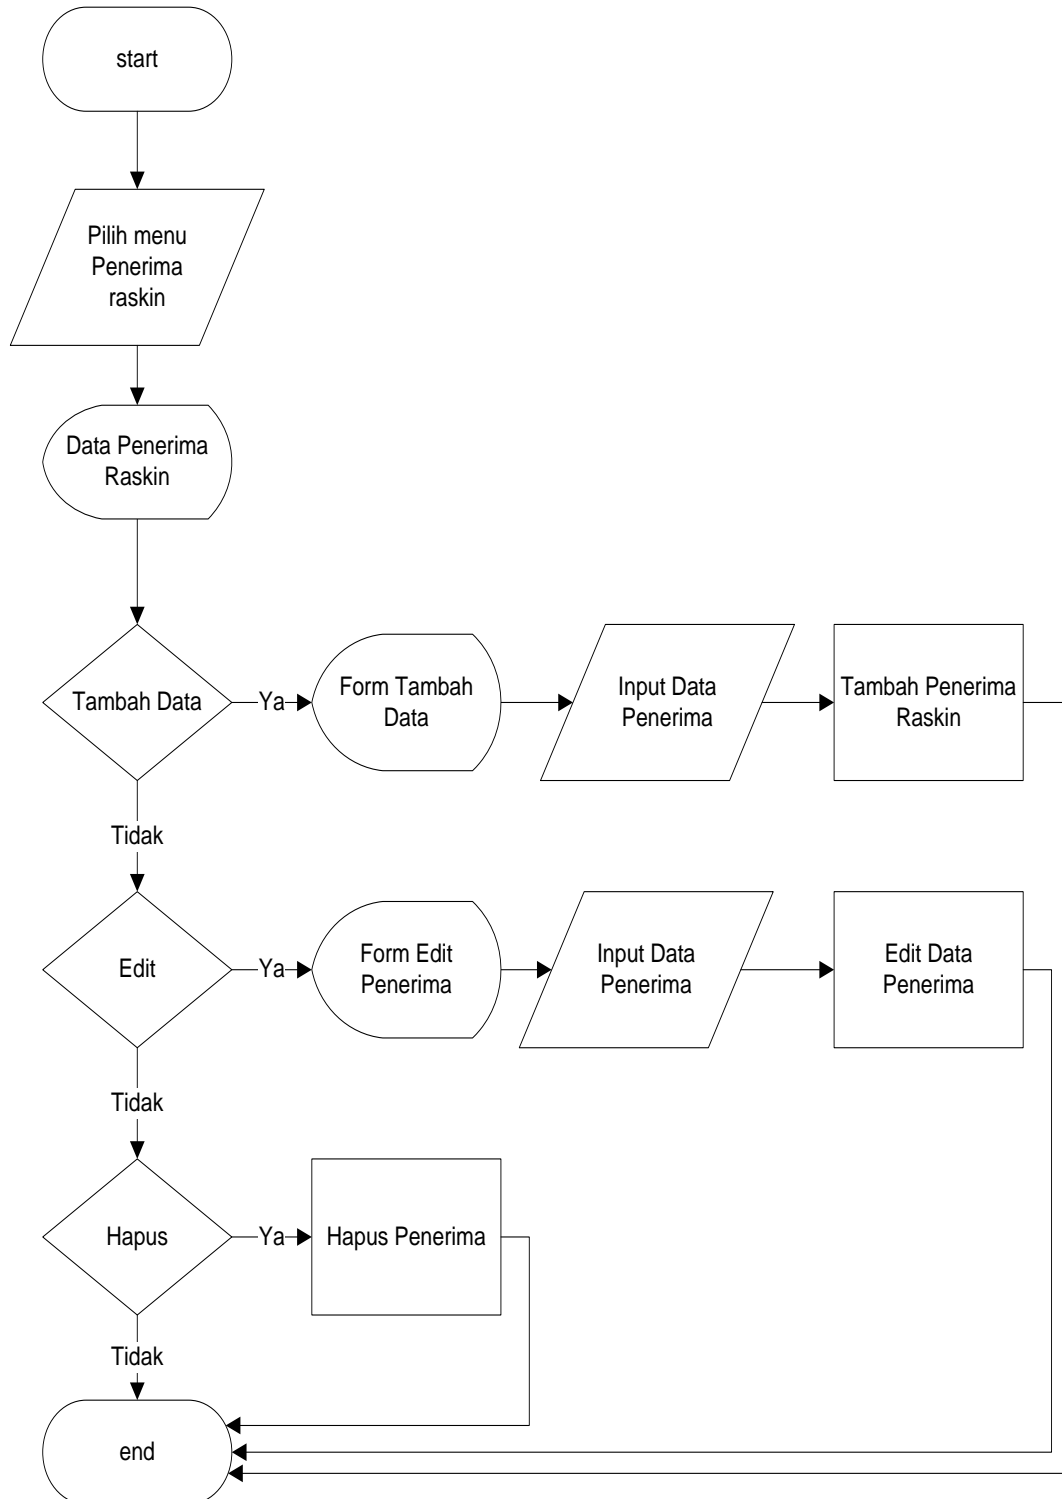 start
Pilih menu
Penerima
raskin
Data Penerima
Raskin
Tambah Data
Ya
Form Tambah
Data
Input Data
Penerima
Tambah Penerima
Raskin
Tidak
Edit
Ya
Form Edit
Penerima
Input Data
Penerima
Edit Data
Penerima
Tidak
Hapus
Ya
Hapus Penerima
Tidak
end